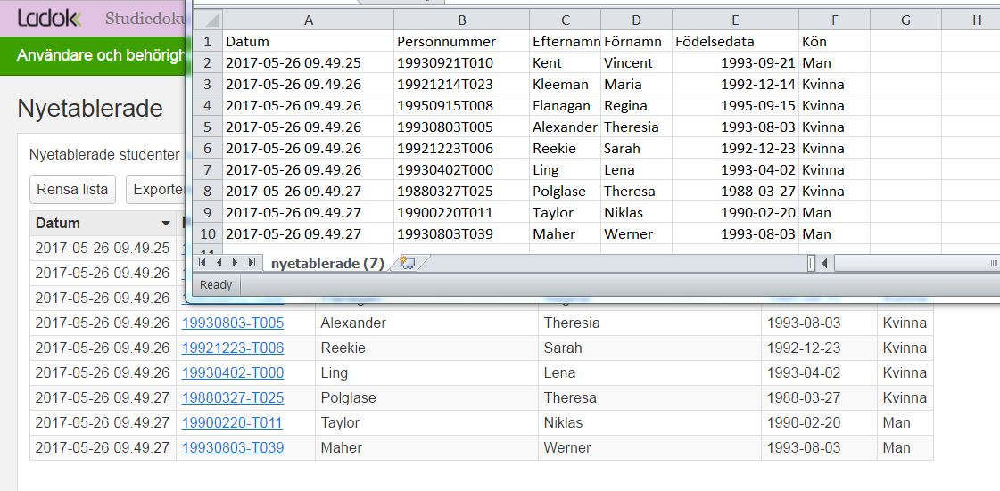 Ladok Studiedoku
Användare och behörigh
Nyetablerade
Nyetablerade studenter
Rensa lista Exporter
Datum
2017-05-26 09.49.25
2017-05-26 09.49.26
2017-05-26 09.49.26
2017-05-26 09.49.26 19930803-T005 Alexander Theresia 1993-08-03 Kvinna
2017-05-26 09.49.26 19921223-T006 Reekie Sarah 1992-12-23 Kvinna
2017-05-26 09.49.26 19930402-T000 Ling Lena 1993-04-02 Kvinna
2017-05-26 09.49.27 19880327-T025 Polglase Theresa 1988-03-27 Kvinna
2017-05-26 09.49.27 19900220-T011 Taylor Niklas 1990-02-20 Man
2017-05-26 09.49.27 19930803-T039 Maher Werner 1993-08-03 Man
A B C D E F G H
1 Datum Personnummer Efternamn Förnamn Födelsedata Kön
2 2017-05-26 09.49.25 19930921T010 Kent Vincent 1993-09-21 Man
3 2017-05-26 09.49.26 19921214T023 Kleeman Maria 1992-12-14 Kvinna
4 2017-05-26 09.49.26 19950915T008 Flanagan Regina 1995-09-15 Kvinna
5 2017-05-26 09.49.26 19930803T005 Alexander Theresia 1993-08-03 Kvinna
6 2017-05-26 09.49.26 19921223T006 Reekie Sarah 1992-12-23 Kvinna
7 2017-05-26 09.49.26 19930402T000 Ling Lena 1993-04-02 Kvinna
8 2017-05-26 09.49.27 19880327T025 Polglase Theresa 1988-03-27 Kvinna
9 2017-05-26 09.49.27 19900220T011 Taylor Niklas 1990-02-20 Man
10 2017-05-26 09.49.27 19930803T039 Maher Werner 1993-08-03 Man
nyetablerade (7)
Ready